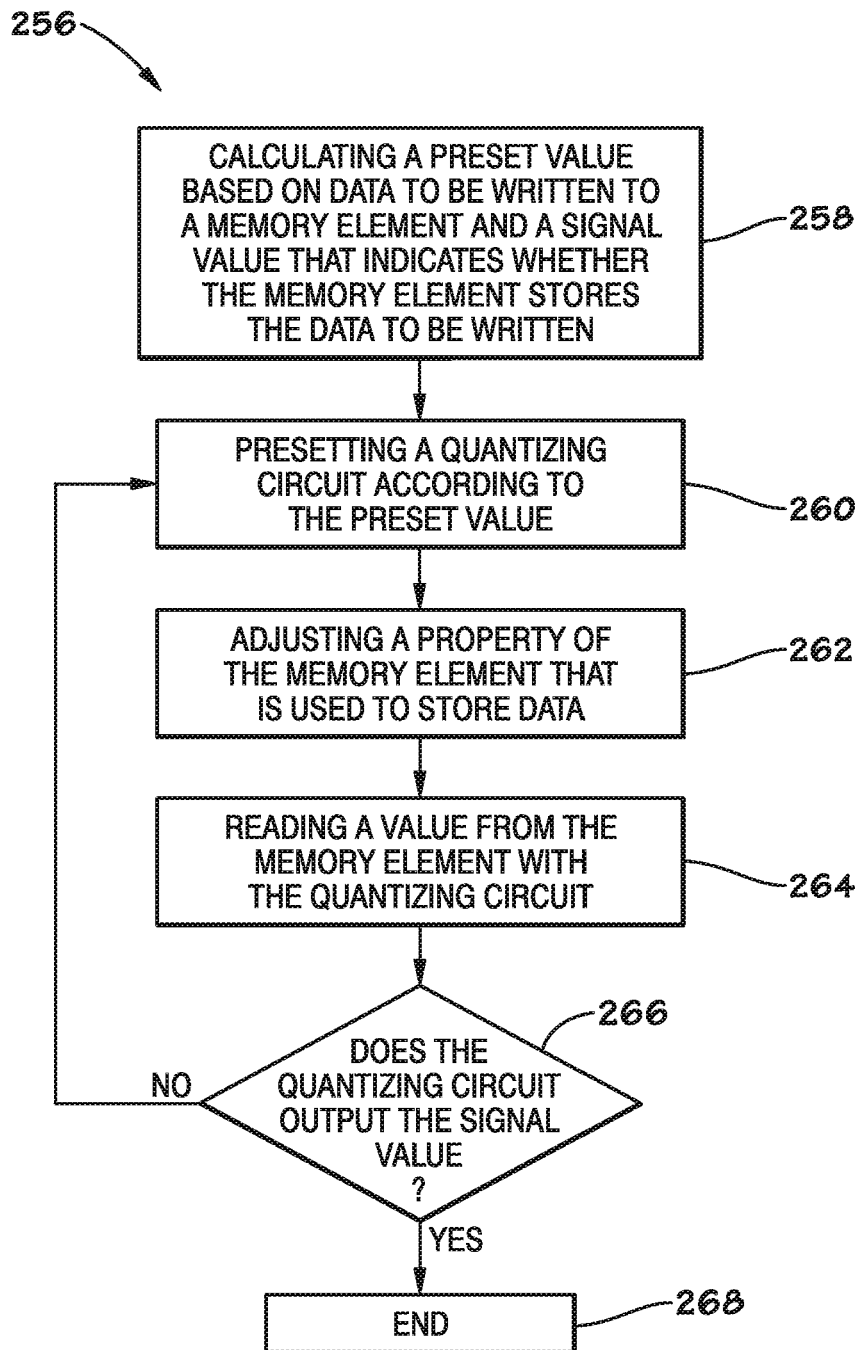 256
CALCULATING A PRESET VALUE
BASED ON DATA TO BE WRITTEN TO
A MEMORY ELEMENT AND A SIGNAL
VALUE THAT INDICATES WHETHER
THE MEMORY ELEMENT STORES
THE DATA TO BE WRITTEN
258
PRESETTING A QUANTIZING
CIRCUIT ACCORDING TO
THE PRESET VALUE
260
ADJUSTING A PROPERTY OF
THE MEMORY ELEMENT THAT
IS USED TO STORE DATA
262
READING A VALUE FROM THE
MEMORY ELEMENT WITH
THE QUANTIZING CIRCUIT
264
266
DOES THE
QUANTIZING CIRCUIT
OUTPUT THE SIGNAL
VALUE
?
NO
YES
END
268